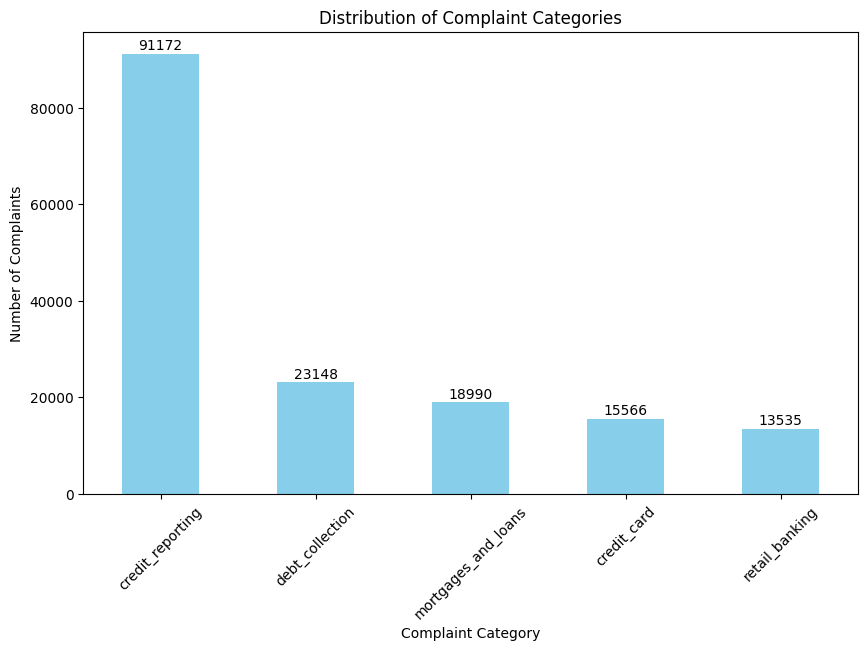 Distribution of Complaint Categories
91172
80000
60000
40000
23148
20000
18990
15566
13535
0
Number of Complaints
credit_reporting
debt_collection
mortgages_and_loans
credit_card
retail_banking
Complaint Category